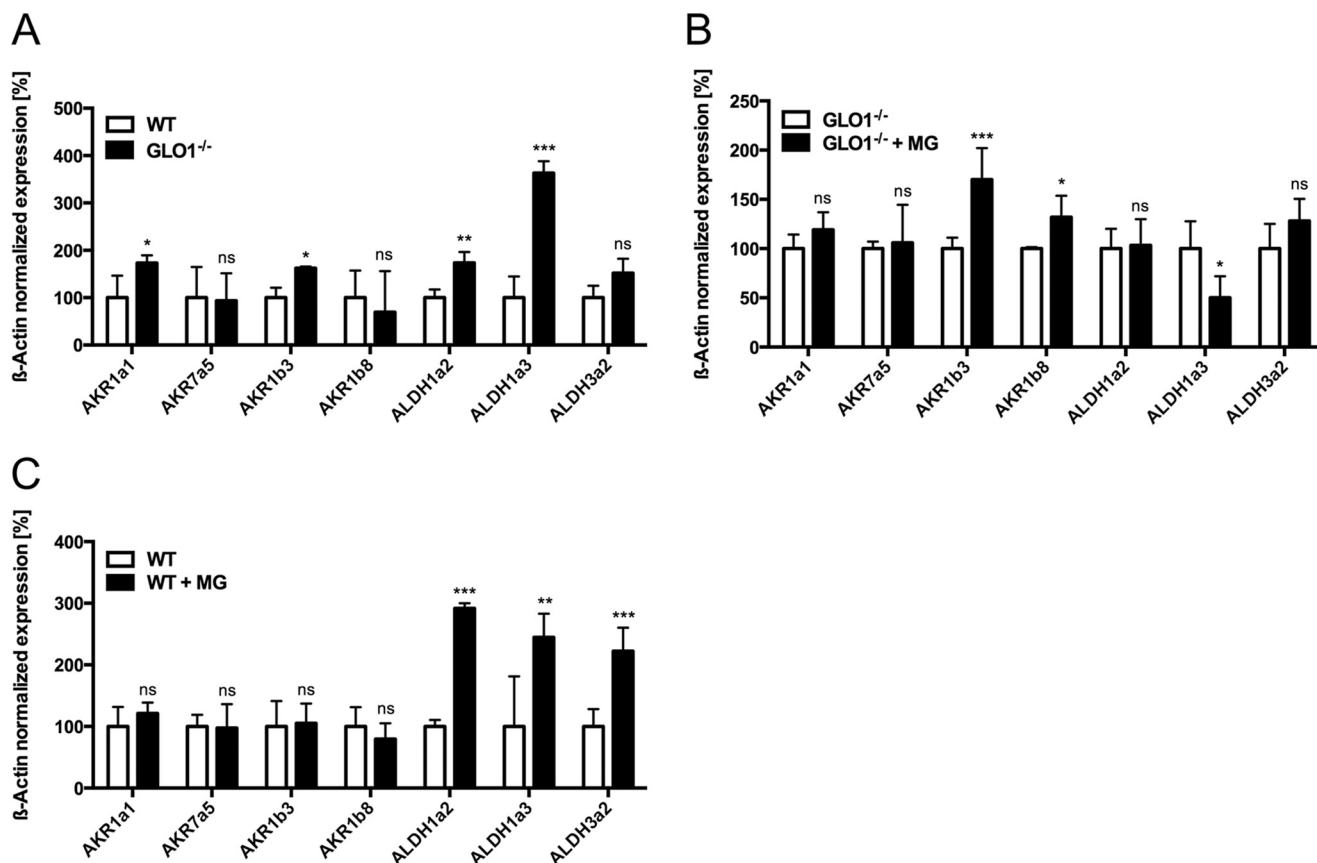 A
ß-Actin normalized expression [%]
500
400
300
200
100
0
WT
GLO1-/-
*
ns
*
ns
**
***
ns
AKR1a1
AKR7a5
AKR1b3
AKR1b8
ALDH1a2
ALDH1a3
ALDH3a2
B
ß-Actin normalized expression [%]
250
200
150
100
50
0
GLO1-/-
GLO1-/- + MG
ns
ns
***
*
ns
*
ns
AKR1a1
AKR7a5
AKR1b3
AKR1b8
ALDH1a2
ALDH1a3
ALDH3a2
C
ß-Actin normalized expression [%]
400
300
200
100
0
WT
WT + MG
ns
ns
ns
ns
***
**
***
AKR1a1
AKR7a5
AKR1b3
AKR1b8
ALDH1a2
ALDH1a3
ALDH3a2